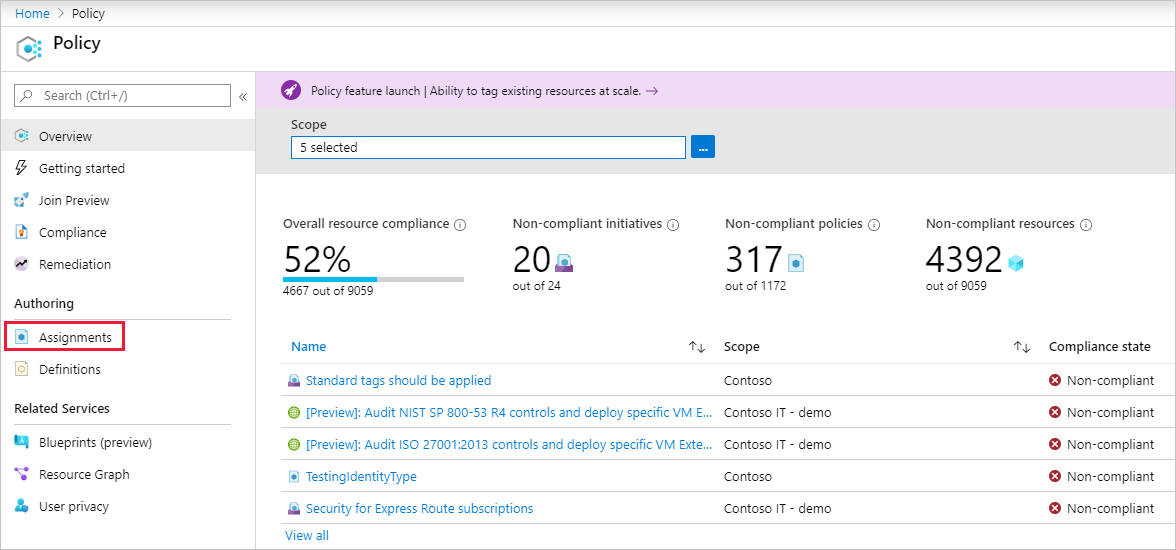 Home > Policy
Policy
Search (Ctrl+/) «
Overview
Getting started
Join Preview
Compliance
Remediation
Authoring
Assignments
Definitions
Related Services
Blueprints (preview)
Resource Graph
User privacy
Policy feature launch | Ability to tag existing resources at scale. →
Scope
5 selected ...
Overall resource compliance
52%
4667 out of 9059
Non-compliant initiatives
20
out of 24
Non-compliant policies
317
out of 1172
Non-compliant resources
4392
out of 9059
Name ↑↓ Scope ↑↓ Compliance state
Standard tags should be applied Contoso Non-compliant
[Preview]: Audit NIST SP 800-53 R4 controls and deploy specific VM E... Contoso IT - demo Non-compliant
[Preview]: Audit ISO 27001:2013 controls and deploy specific VM Exte... Contoso IT - demo Non-compliant
TestingIdentityType Contoso Non-compliant
Security for Express Route subscriptions Contoso IT - demo Non-compliant
View all